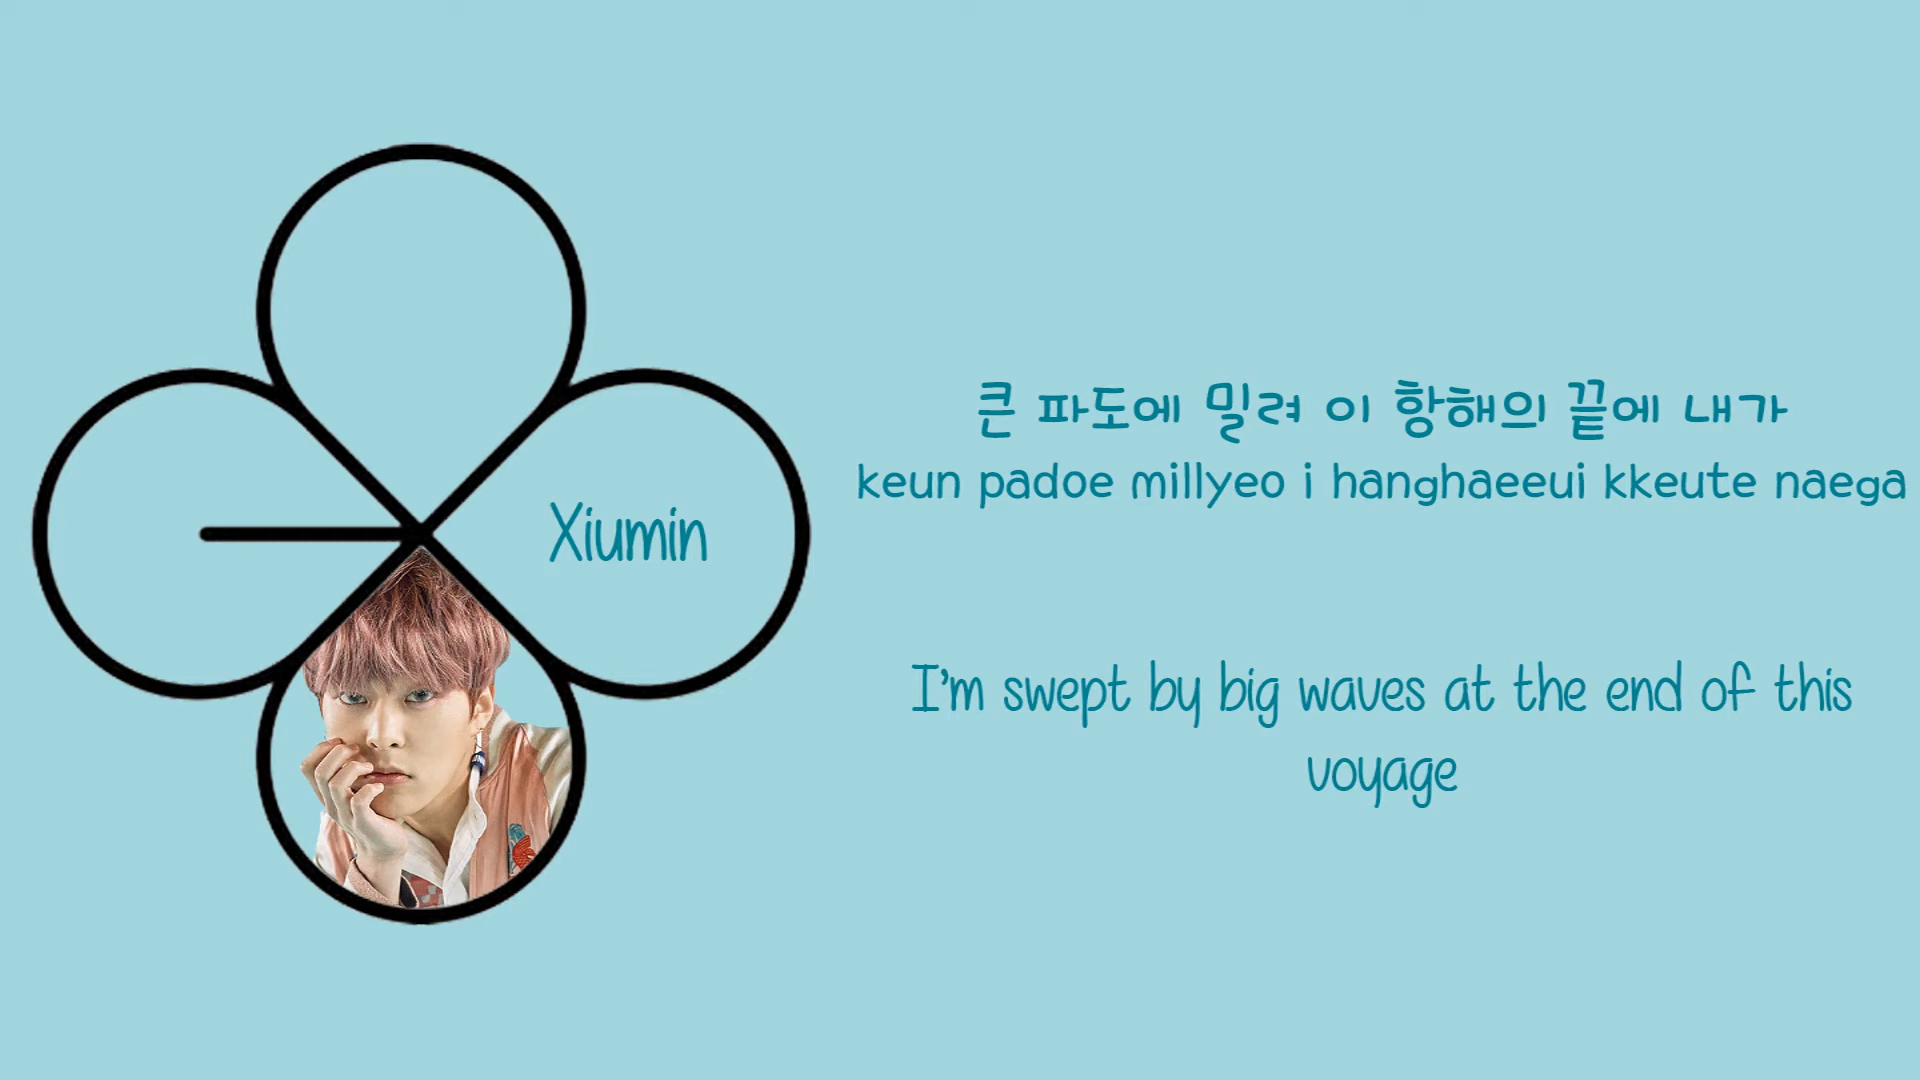 Xiumin
큰 파도에 밀려 이 항해의 끝에 내가
keun padoe millyeo i hanghaeeui kkeute naega
I'm swept by big waves at the end of this
voyage